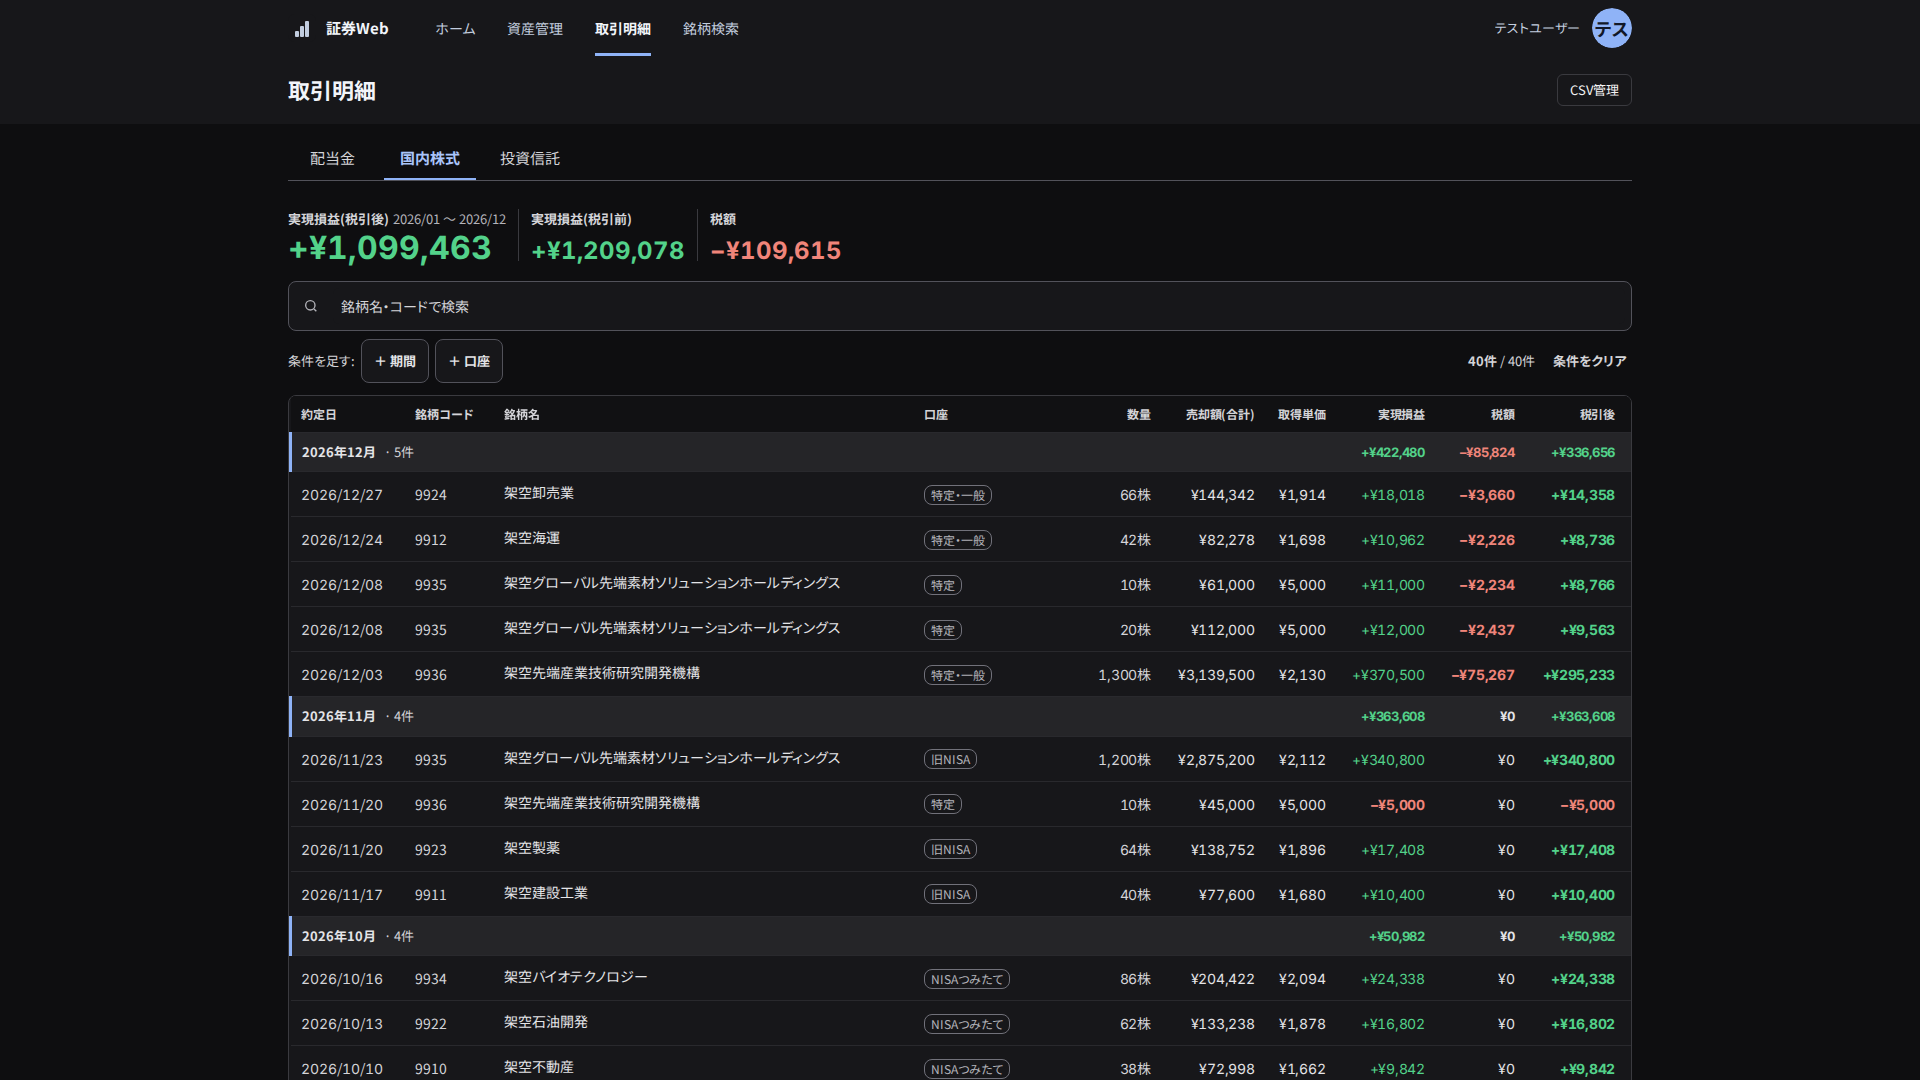 証券Web ホーム 資産管理 取引明細 銘柄検索 テストユーザー テス
取引明細 CSV管理
配当金 国内株式 投資信託
実現損益(税引後) 2026/01 ～ 2026/12 実現損益(税引前) 税額
+¥1,099,463 +¥1,209,078 −¥109,615
銘柄名・コードで検索
条件を足す: ＋ 期間 ＋ 口座 40件 / 40件 条件をクリア
約定日 銘柄コード 銘柄名 口座 数量 売却額(合計) 取得単価 実現損益 税額 税引後
2026年12月 · 5件 +¥422,480 −¥85,824 +¥336,656
2026/12/27 9924 架空卸売業 特定・一般 66株 ¥144,342 ¥1,914 +¥18,018 −¥3,660 +¥14,358
2026/12/24 9912 架空海運 特定・一般 42株 ¥82,278 ¥1,698 +¥10,962 −¥2,226 +¥8,736
2026/12/08 9935 架空グローバル先端素材ソリューションホールディングス 特定 10株 ¥61,000 ¥5,000 +¥11,000 −¥2,234 +¥8,766
2026/12/08 9935 架空グローバル先端素材ソリューションホールディングス 特定 20株 ¥112,000 ¥5,000 +¥12,000 −¥2,437 +¥9,563
2026/12/03 9936 架空先端産業技術研究開発機構 特定・一般 1,300株 ¥3,139,500 ¥2,130 +¥370,500 −¥75,267 +¥295,233
2026年11月 · 4件 +¥363,608 ¥0 +¥363,608
2026/11/23 9935 架空グローバル先端素材ソリューションホールディングス 旧NISA 1,200株 ¥2,875,200 ¥2,112 +¥340,800 ¥0 +¥340,800
2026/11/20 9936 架空先端産業技術研究開発機構 特定 10株 ¥45,000 ¥5,000 −¥5,000 ¥0 −¥5,000
2026/11/20 9923 架空製薬 旧NISA 64株 ¥138,752 ¥1,896 +¥17,408 ¥0 +¥17,408
2026/11/17 9911 架空建設工業 旧NISA 40株 ¥77,600 ¥1,680 +¥10,400 ¥0 +¥10,400
2026年10月 · 4件 +¥50,982 ¥0 +¥50,982
2026/10/16 9934 架空バイオテクノロジー NISAつみたて 86株 ¥204,422 ¥2,094 +¥24,338 ¥0 +¥24,338
2026/10/13 9922 架空石油開発 NISAつみたて 62株 ¥133,238 ¥1,878 +¥16,802 ¥0 +¥16,802
2026/10/10 9910 架空不動産 NISAつみたて 38株 ¥72,998 ¥1,662 +¥9,842 ¥0 +¥9,842